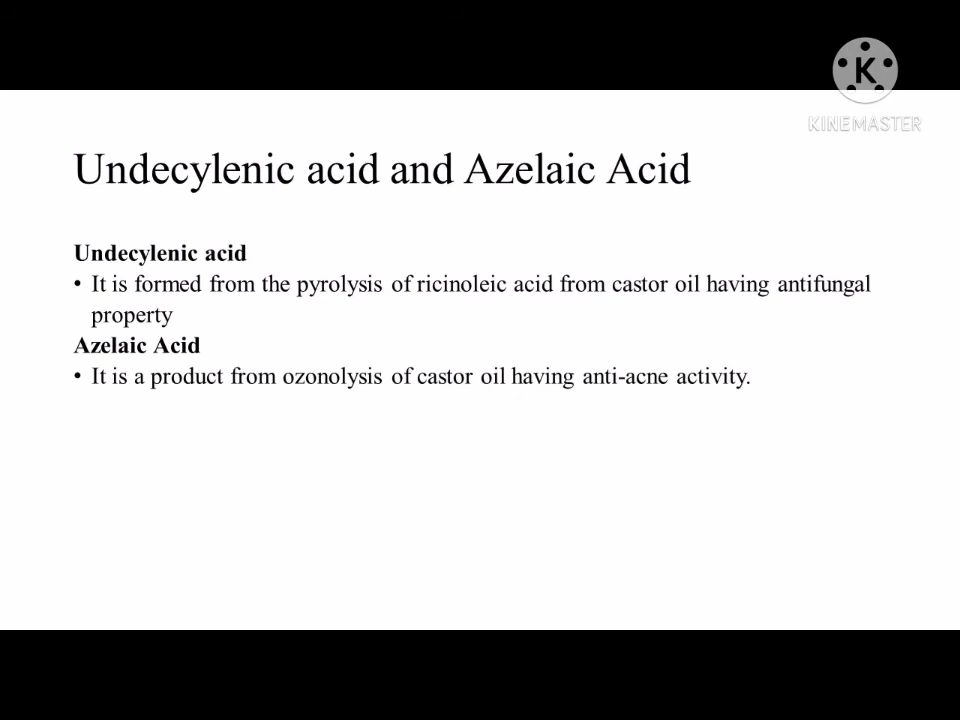 K
KINEMASTER
Undecylenic acid and Azelaic Acid
Undecylenic acid
• It is formed from the pyrolysis of ricinoleic acid from castor oil having antifungal
property
Azelaic Acid
• It is a product from ozonolysis of castor oil having anti-acne activity.